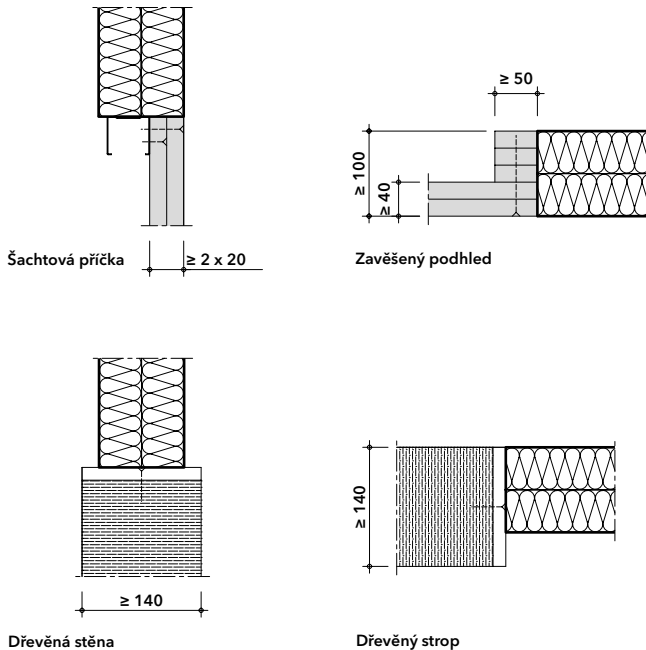 ≥ 50
≥ 100
≥ 40
Šachtová příčka
≥ 2 x 20
Zavěšený podhled
≥ 140
≥ 140
Dřevěná stěna
Dřevěný strop